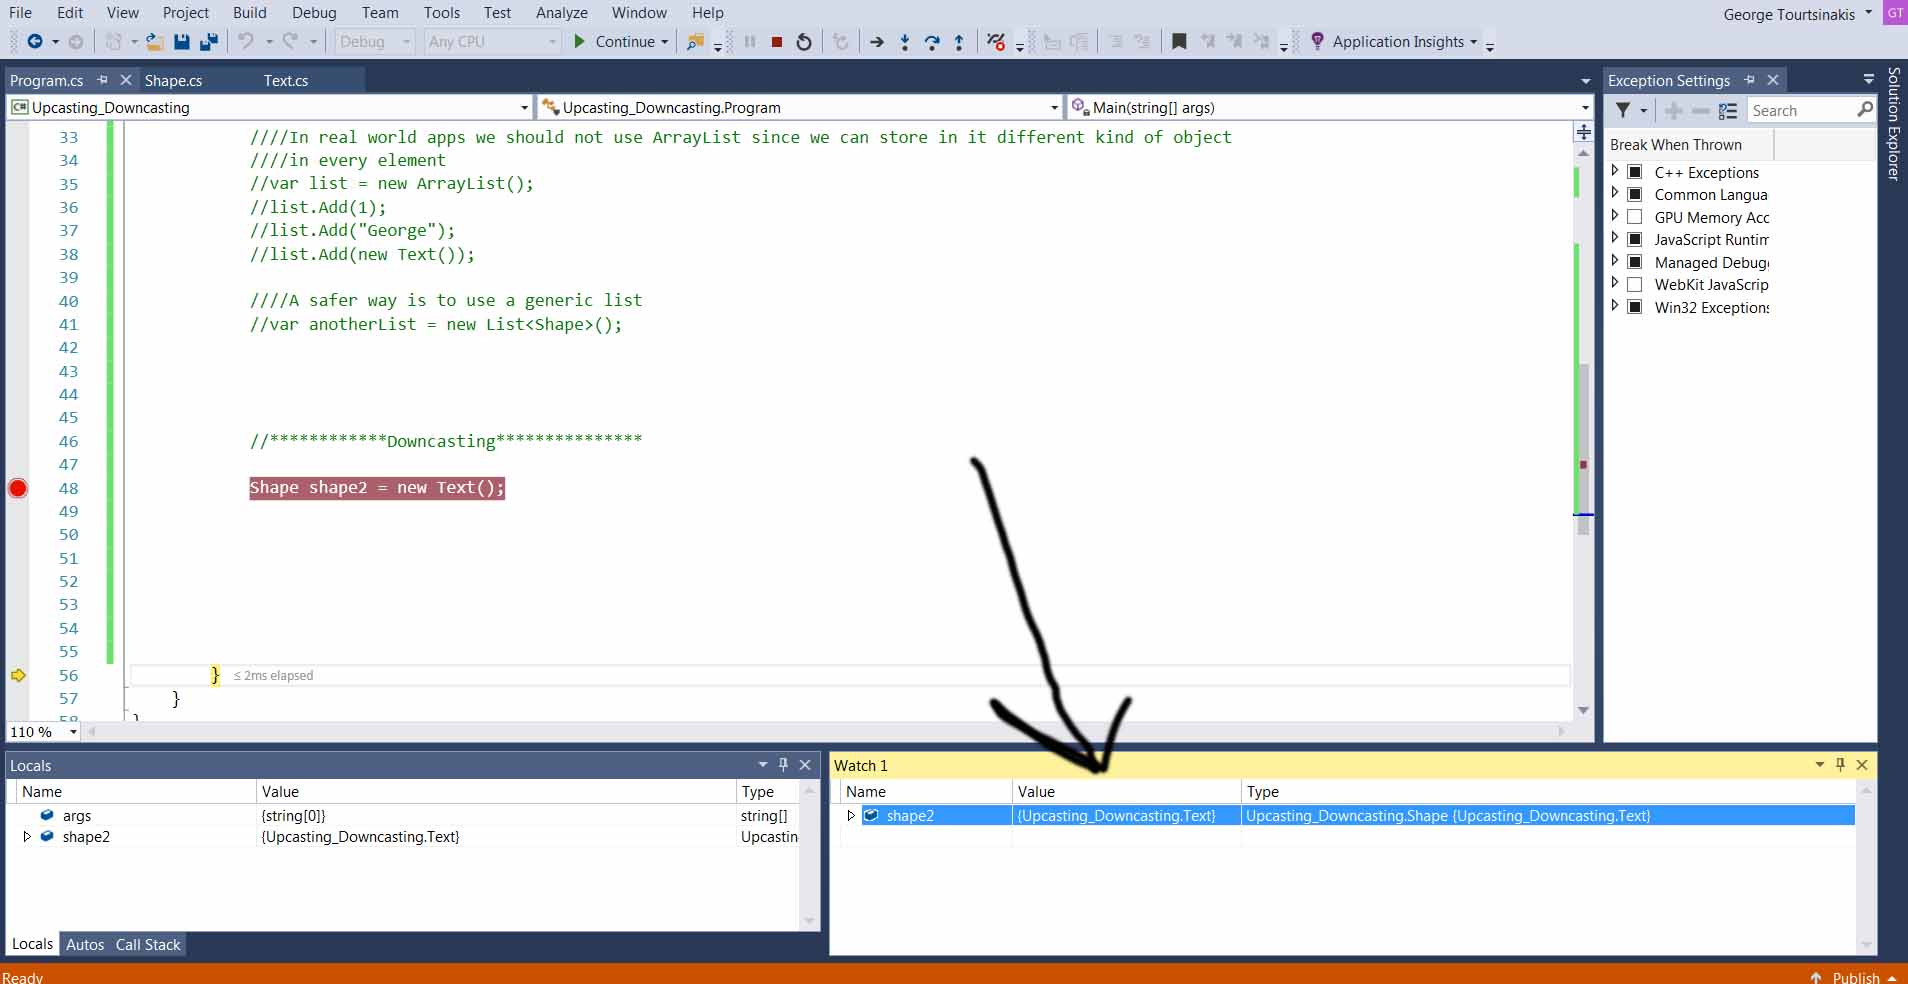 File Edit View Project Build Debug Team Tools Test Analyze Window Help
George Tourtsinakis GT
Debug Any CPU Continue Application Insights
Program.cs Shape.cs Text.cs
Upcasting_Downcasting Upcasting_Downcasting.Program Main(string[] args)
33 ////In real world apps we should not use ArrayList since we can store in it different kind of object
34 ////in every element
35 //var list = new ArrayList();
36 //list.Add(1);
37 //list.Add("George");
38 //list.Add(new Text());
39
40 ////A safer way is to use a generic list
41 //var anotherList = new List<Shape>();
42
43
44
45
46 //************Downcasting***************
47
48 Shape shape2 = new Text();
49
50
51
52
53
54
55
56 } ≤ 2ms elapsed
57 }
58 }
110 %
Exception Settings
Search
Break When Thrown
C++ Exceptions
Common Langua
GPU Memory Acc
JavaScript Runtim
Managed Debug
WebKit JavaScrip
Win32 Exceptions
Solution Explorer
Locals
Name Value Type
args {string[0]} string[]
shape2 {Upcasting_Downcasting.Text} Upcastin
Locals Autos Call Stack
Watch 1
Name Value Type
shape2 {Upcasting_Downcasting.Text} Upcasting_Downcasting.Shape {Upcasting_Downcasting.Text}
Ready Publish